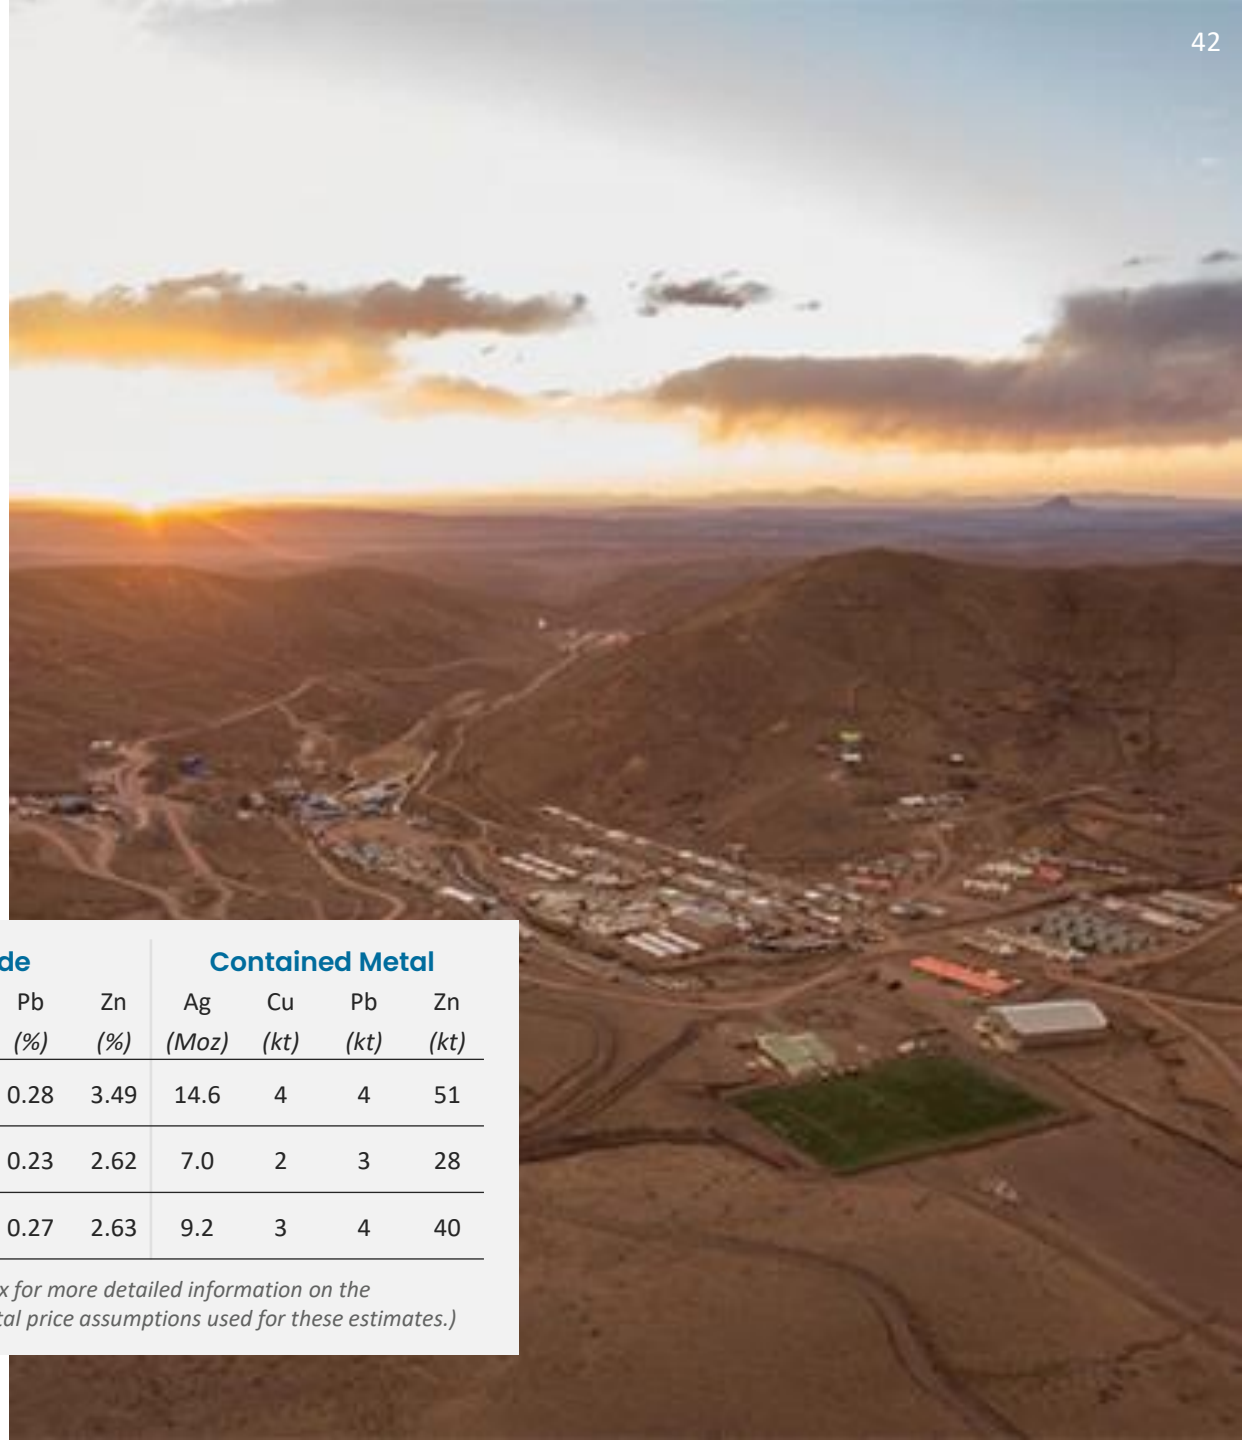 42
de Contained Metal
Pb Zn Ag Cu Pb Zn
(%) (%) (Moz) (kt) (kt) (kt)
0.28 3.49 14.6 4 4 51
0.23 2.62 7.0 2 3 28
0.27 2.63 9.2 3 4 40
x for more detailed information on the
tal price assumptions used for these estimates.)